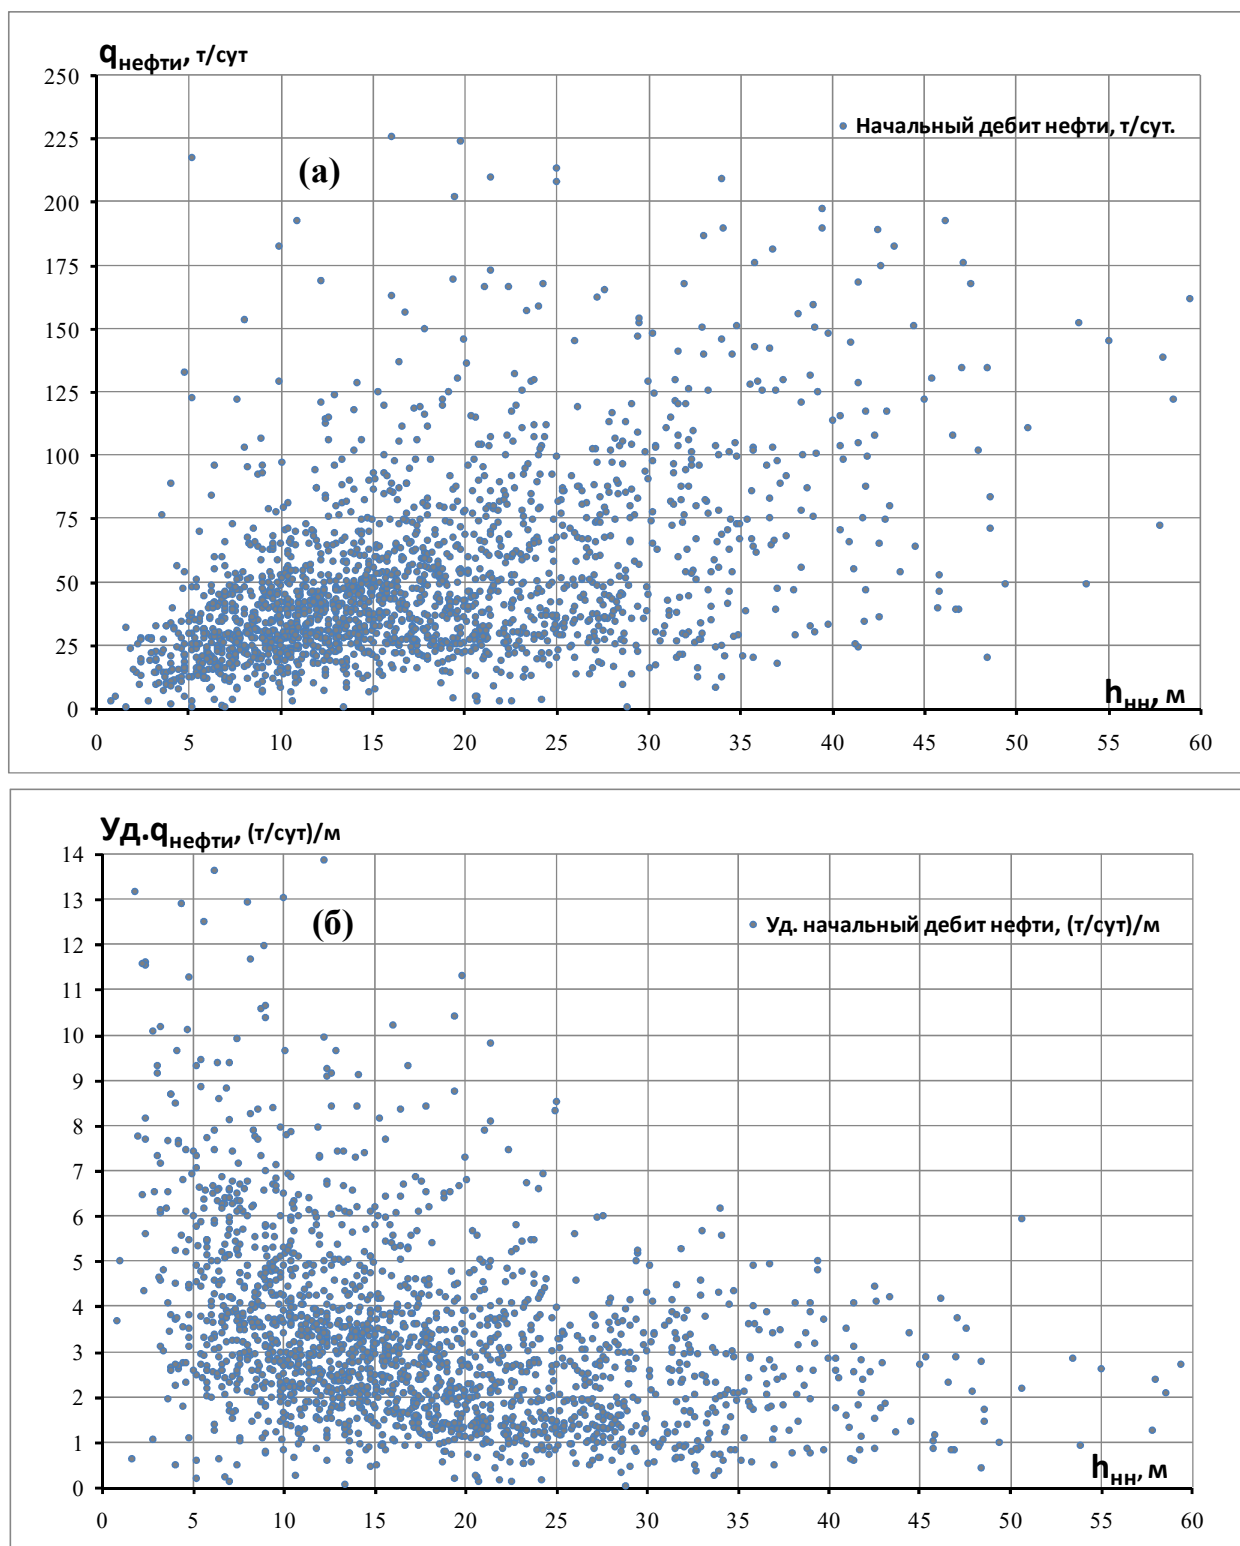 qнефти, т/сут
250
225
200
175
150
125
100
75
50
25
0
Начальный дебит нефти, т/сут.
(а)
hнн, м
0 5 10 15 20 25 30 35 40 45 50 55 60
Уд.qнефти, (т/сут)/м
14
13
12
11
10
9
8
7
6
5
4
3
2
1
0
(б)
Уд. начальный дебит нефти, (т/сут)/м
hнн, м
0 5 10 15 20 25 30 35 40 45 50 55 60